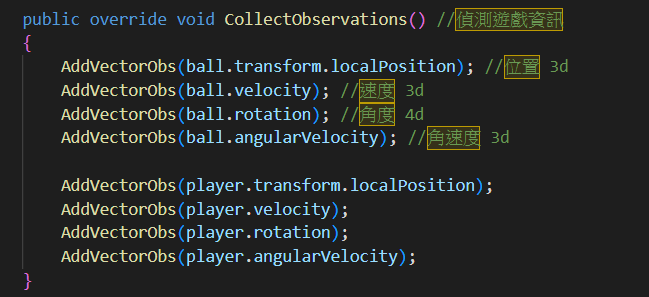 public override void CollectObservations() //偵測遊戲資訊
{
    AddVectorObs(ball.transform.localPosition); //位置 3d
    AddVectorObs(ball.velocity); //速度 3d
    AddVectorObs(ball.rotation); //角度 4d
    AddVectorObs(ball.angularVelocity); //角速度 3d

    AddVectorObs(player.transform.localPosition);
    AddVectorObs(player.velocity);
    AddVectorObs(player.rotation);
    AddVectorObs(player.angularVelocity);
}